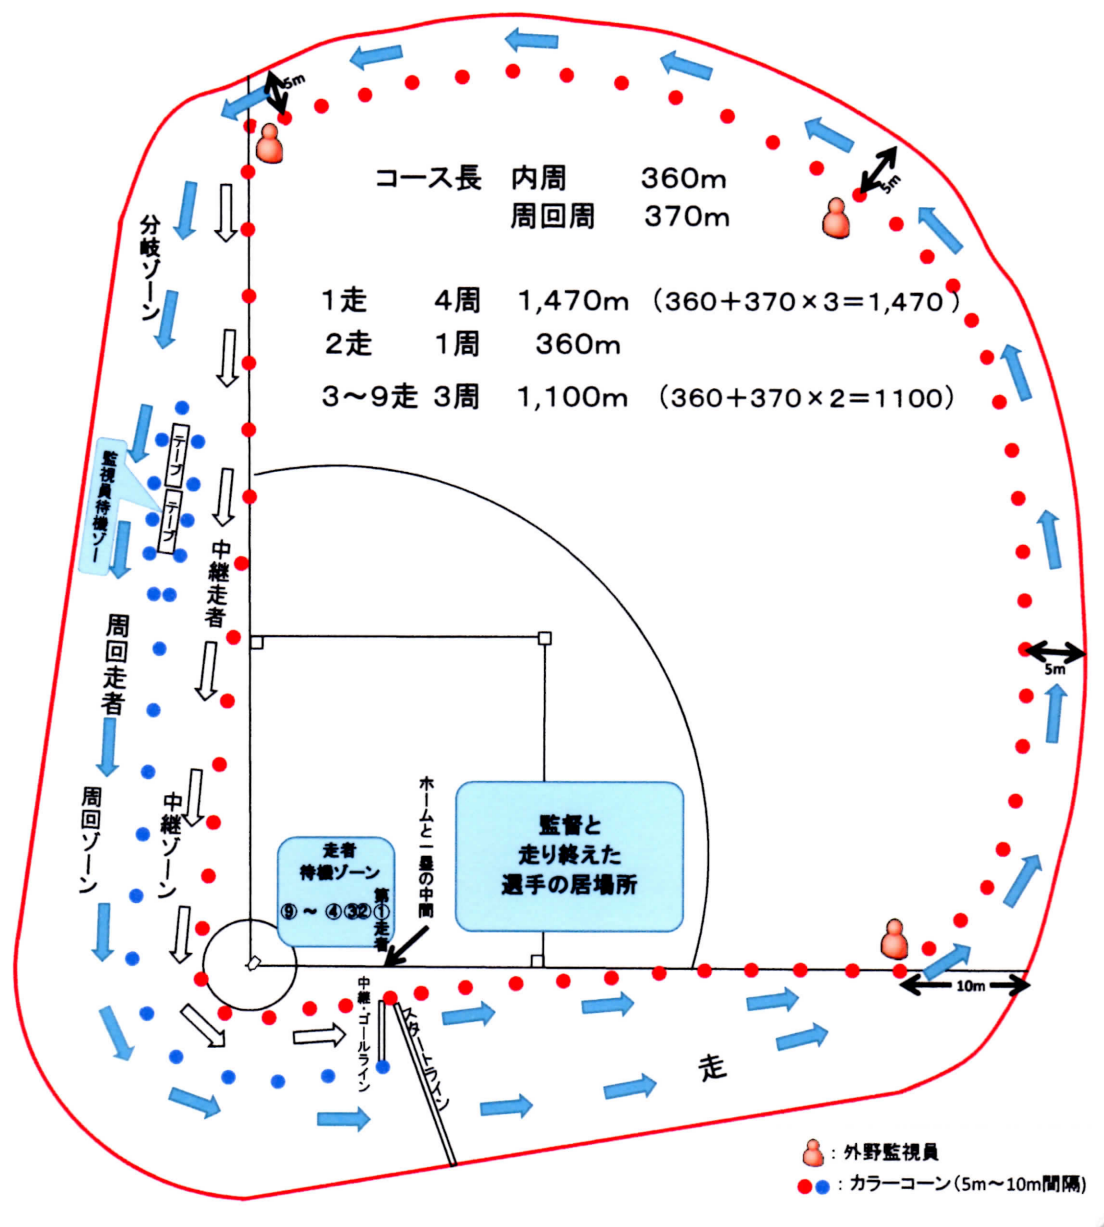 5m
コース長 内周 360m
周回周 370m
5m
分岐ゾーン
1走 4周 1,470m （360＋370×3＝1,470）
2走 1周 360m
3～9走 3周 1,100m （360＋370×2＝1100）
テープ
監視員待機ゾー
テープ
中継走者
周回走者
5m
ホームと一塁の中間
周回ゾーン
中継ゾーン
監督と
走り終えた
選手の居場所
走者
待機ゾーン
⑨ ～ ④③②①
第
走者
中継・ゴールライン
スタートライン
10m
走
：外野監視員
：カラーコーン（5m～10m間隔）